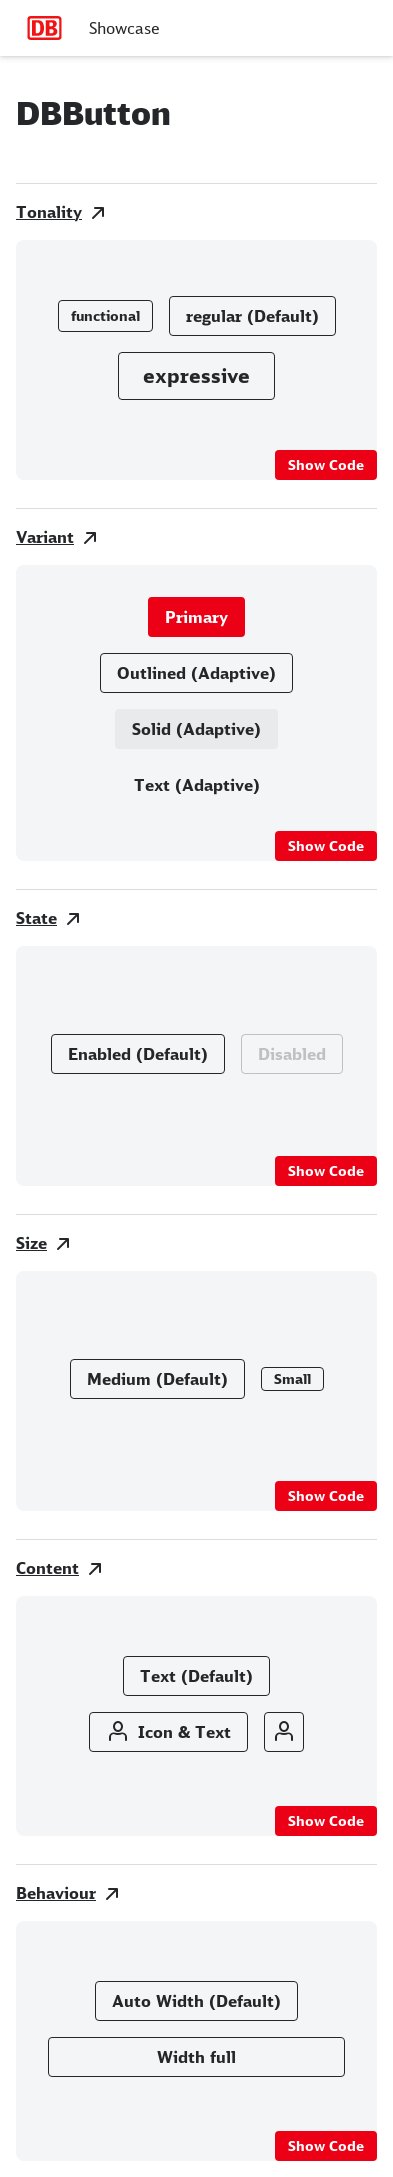 DB Showcase
DBButton
Tonality
functional regular (Default)
expressive
Show Code
Variant
Primary
Outlined (Adaptive)
Solid (Adaptive)
Text (Adaptive)
Show Code
State
Enabled (Default) Disabled
Show Code
Size
Medium (Default) Small
Show Code
Content
Text (Default)
Icon & Text
Show Code
Behaviour
Auto Width (Default)
Width full
Show Code